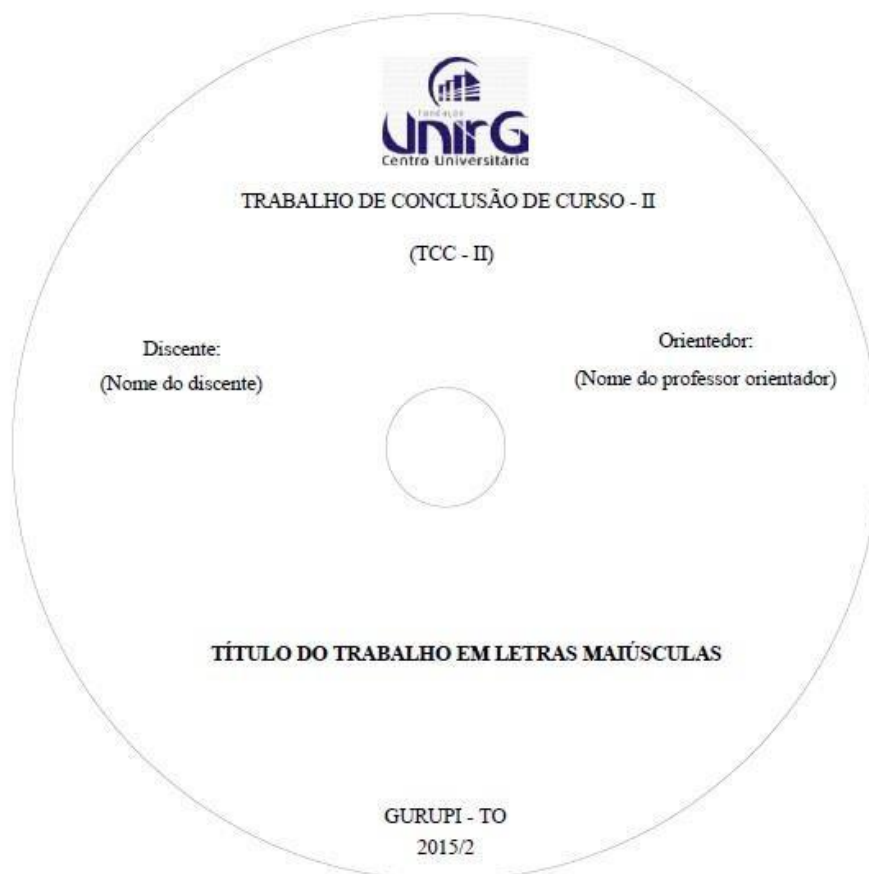 Fundação
UnirG
Centro Universitário
TRABALHO DE CONCLUSÃO DE CURSO - II
(TCC - II)
Discente:
(Nome do discente)
Orientedor:
(Nome do professor orientador)
TÍTULO DO TRABALHO EM LETRAS MAIÚSCULAS
GURUPI - TO
2015/2